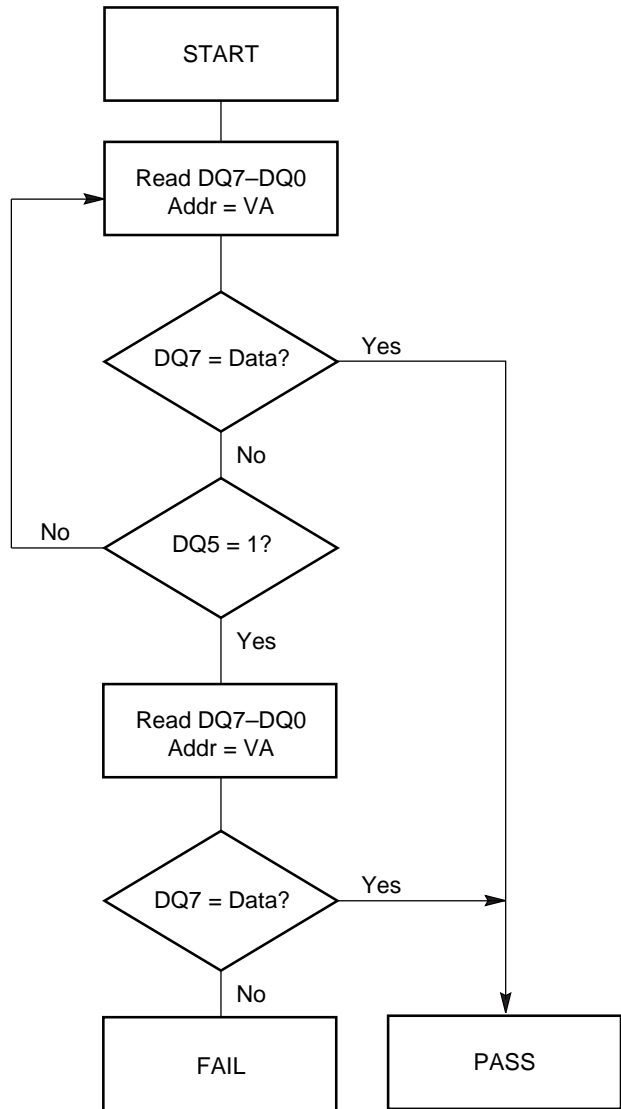 START
Read DQ7–DQ0
Addr = VA
DQ7 = Data?
Yes
No
DQ5 = 1?
No
Yes
Read DQ7–DQ0
Addr = VA
DQ7 = Data?
Yes
No
FAIL
PASS